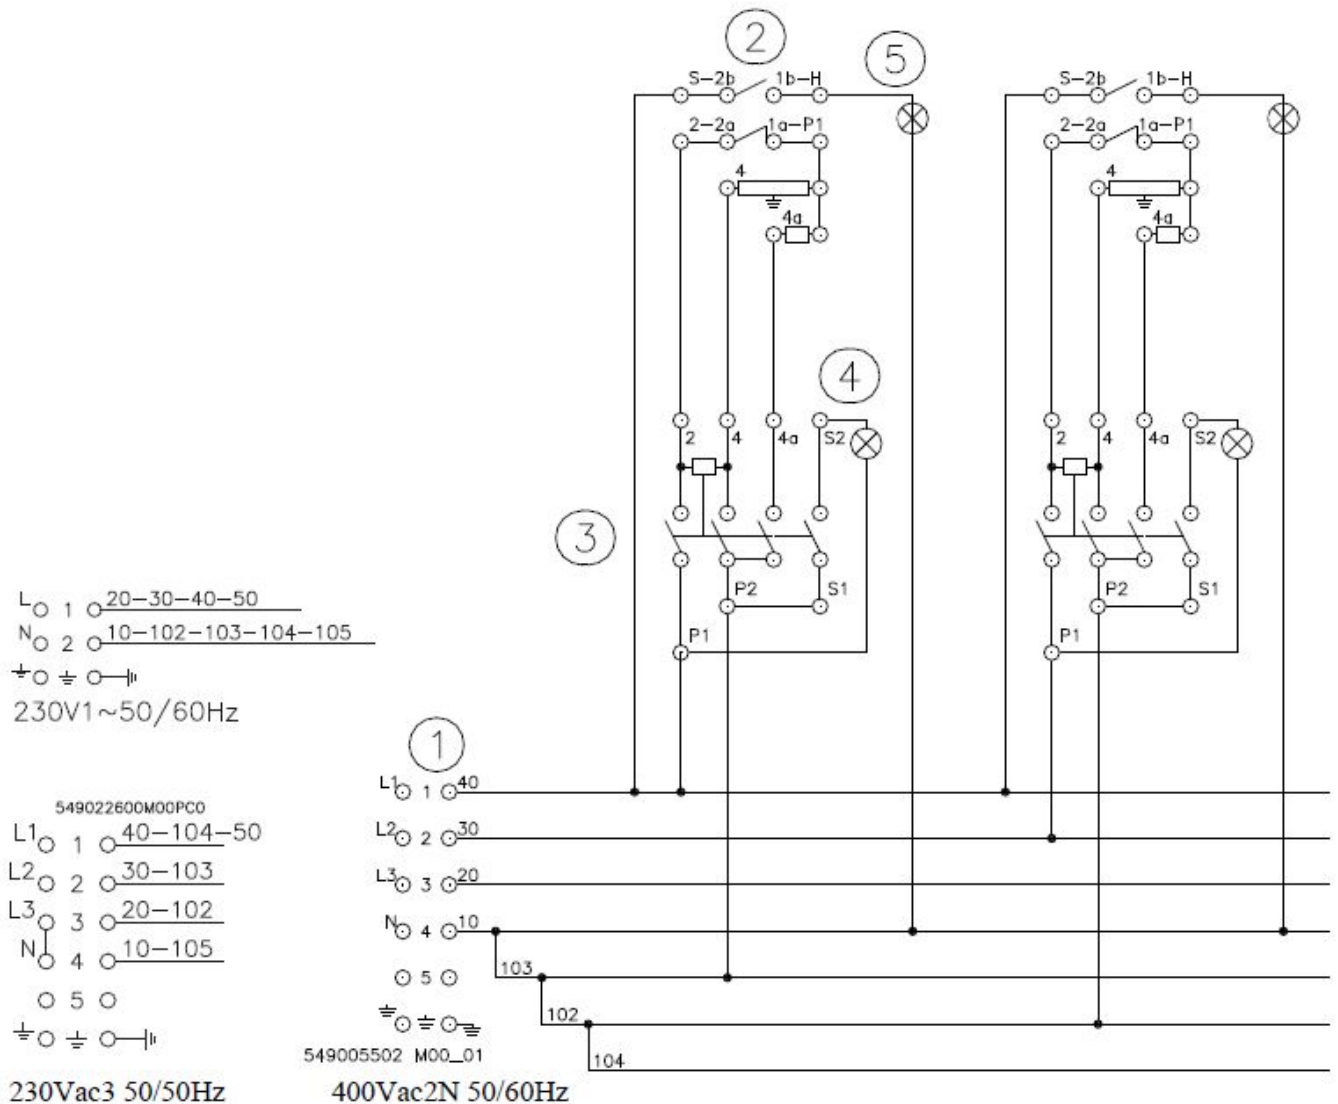 2
5
S-2b 1b-H
S-2b 1b-H
2-2a 1a-P1
2-2a 1a-P1
4
4
4a
4a
4
2 4 4a S2
2 4 4a S2
3
P2 S1
P2 S1
P1
P1
L 1 20-30-40-50
N 2 10-102-103-104-105
230V1~50/60Hz
1
549022600M00PC0
L1 1 40-104-50
L2 2 30-103
L3 3 20-102
N 4 10-105
5
230Vac3 50/50Hz
L1 1 40
L2 2 30
L3 3 20
N 4 10
5 103
102
104
549005502 M00_01
400Vac2N 50/60Hz